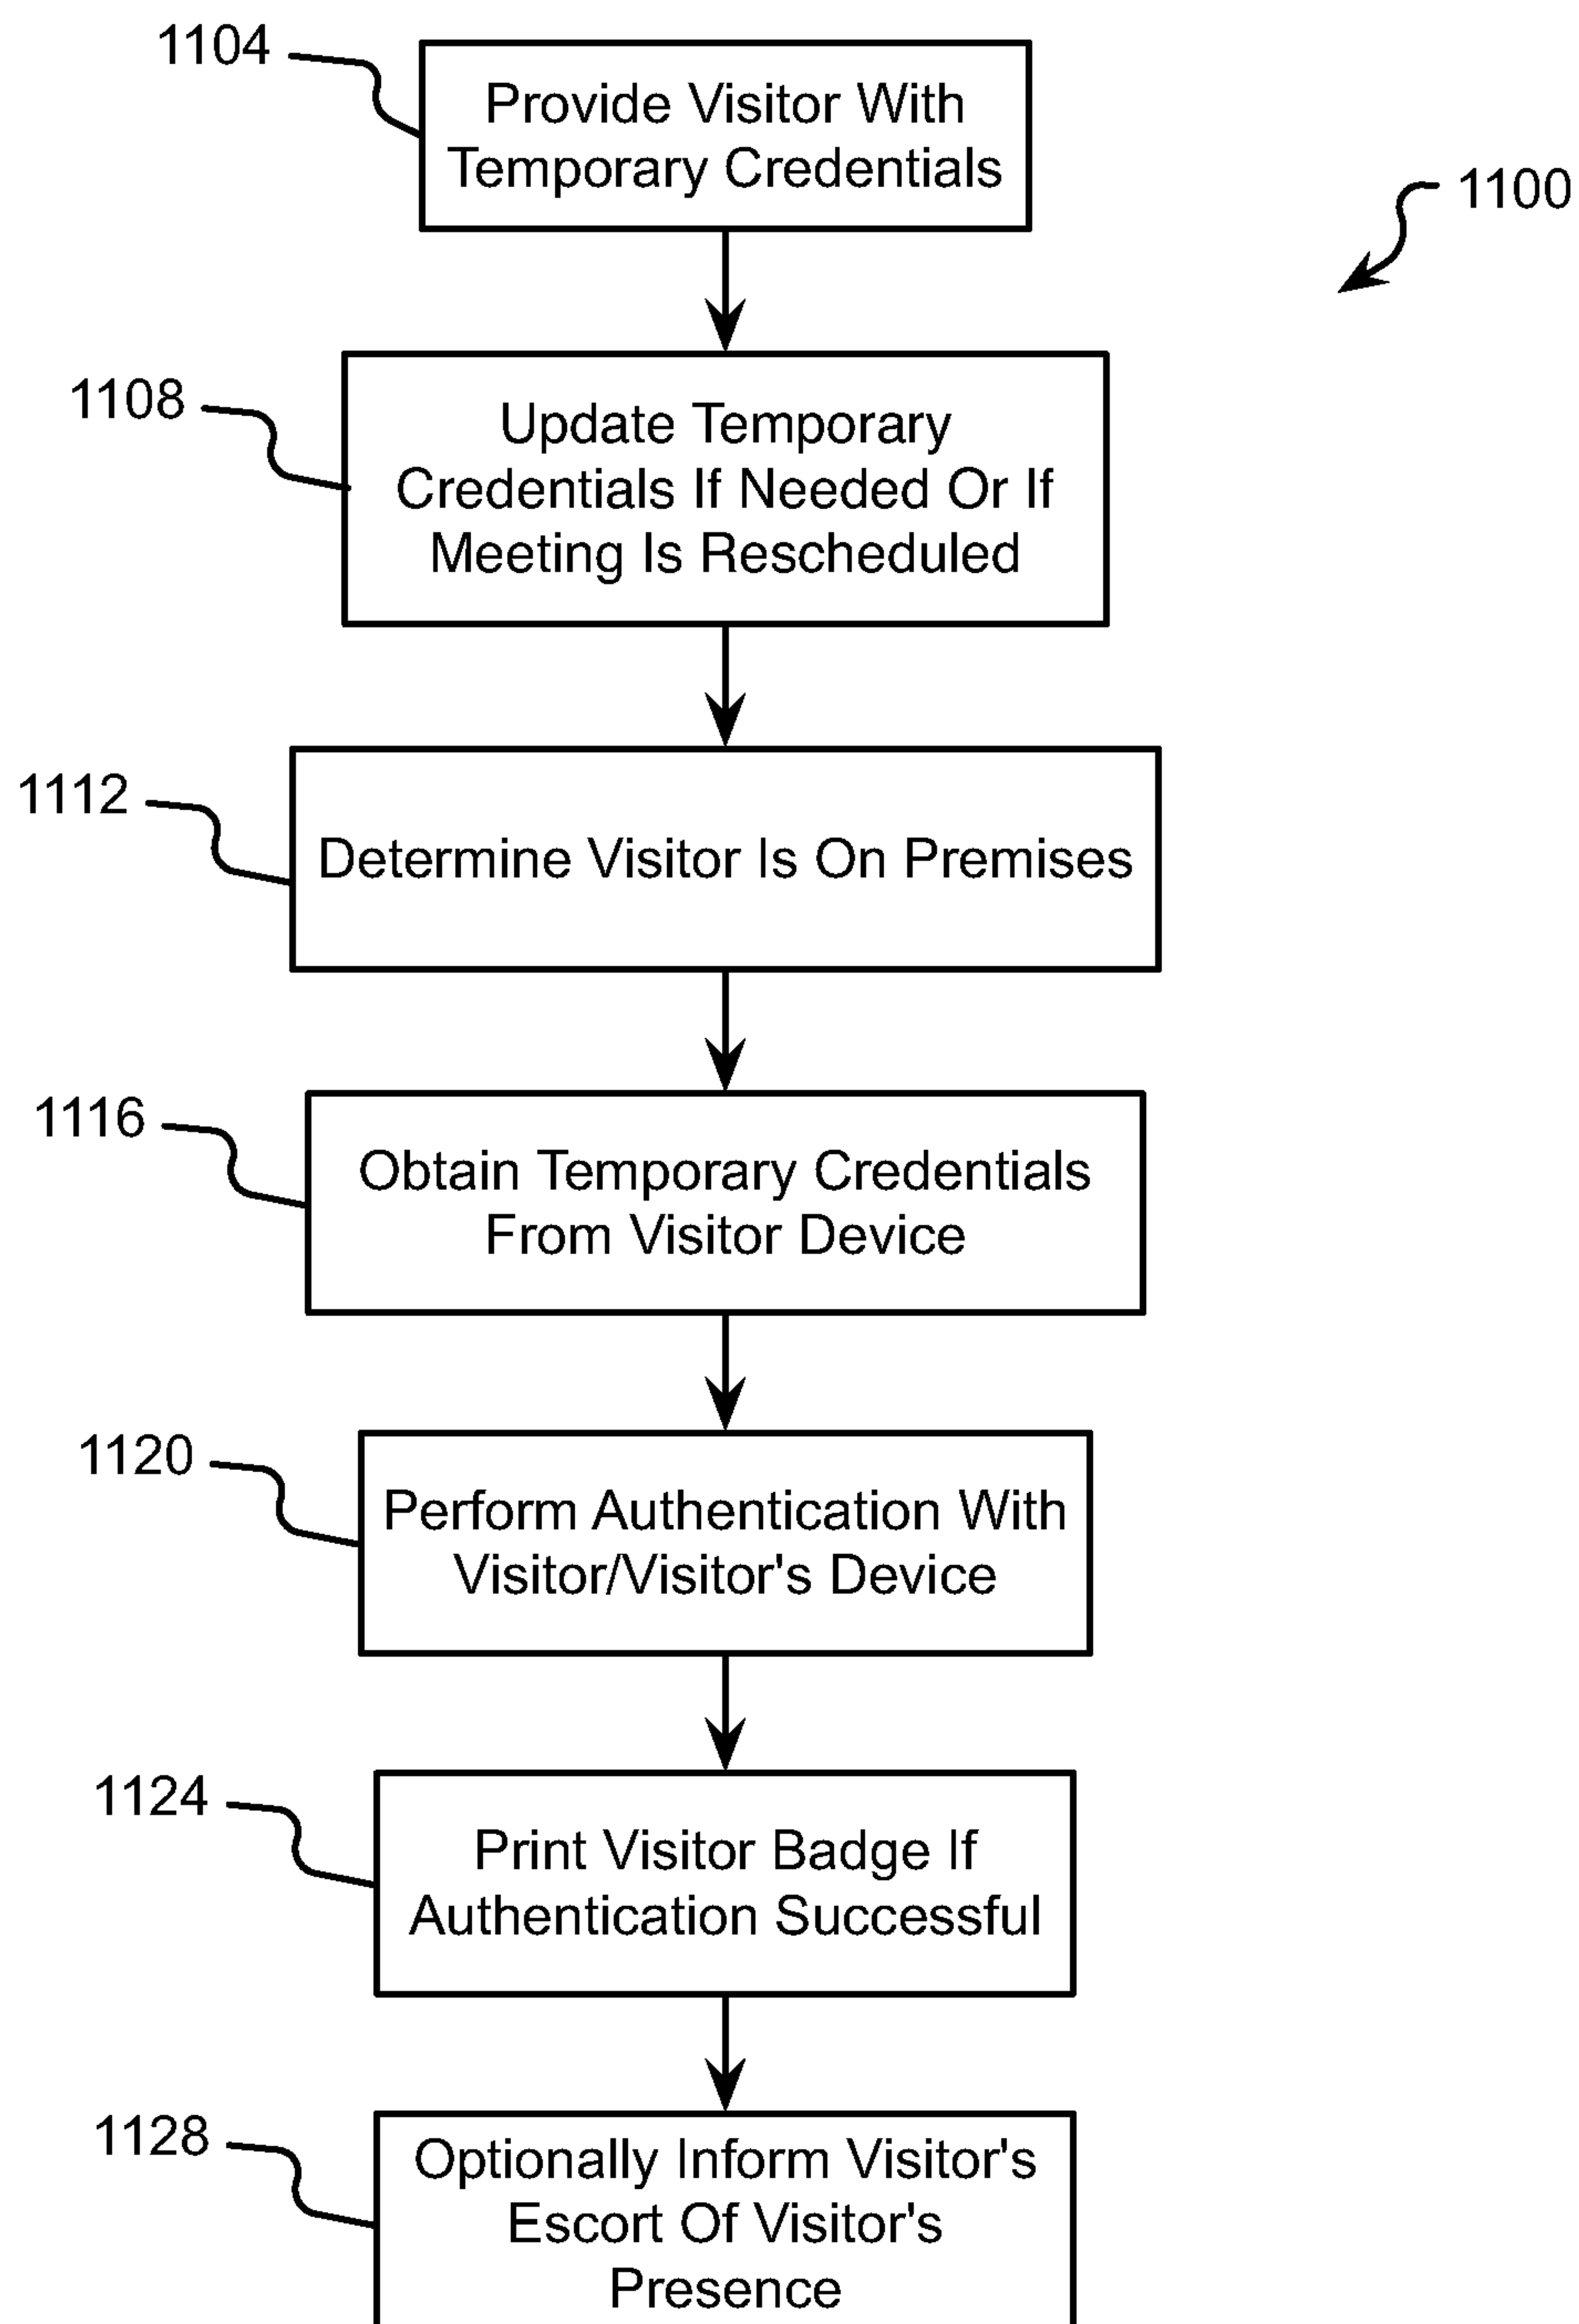 1104
Provide Visitor With
Temporary Credentials
1100
1108
Update Temporary
Credentials If Needed Or If
Meeting Is Rescheduled
1112
Determine Visitor Is On Premises
1116
Obtain Temporary Credentials
From Visitor Device
1120
Perform Authentication With
Visitor/Visitor's Device
1124
Print Visitor Badge If
Authentication Successful
1128
Optionally Inform Visitor's
Escort Of Visitor's
Presence